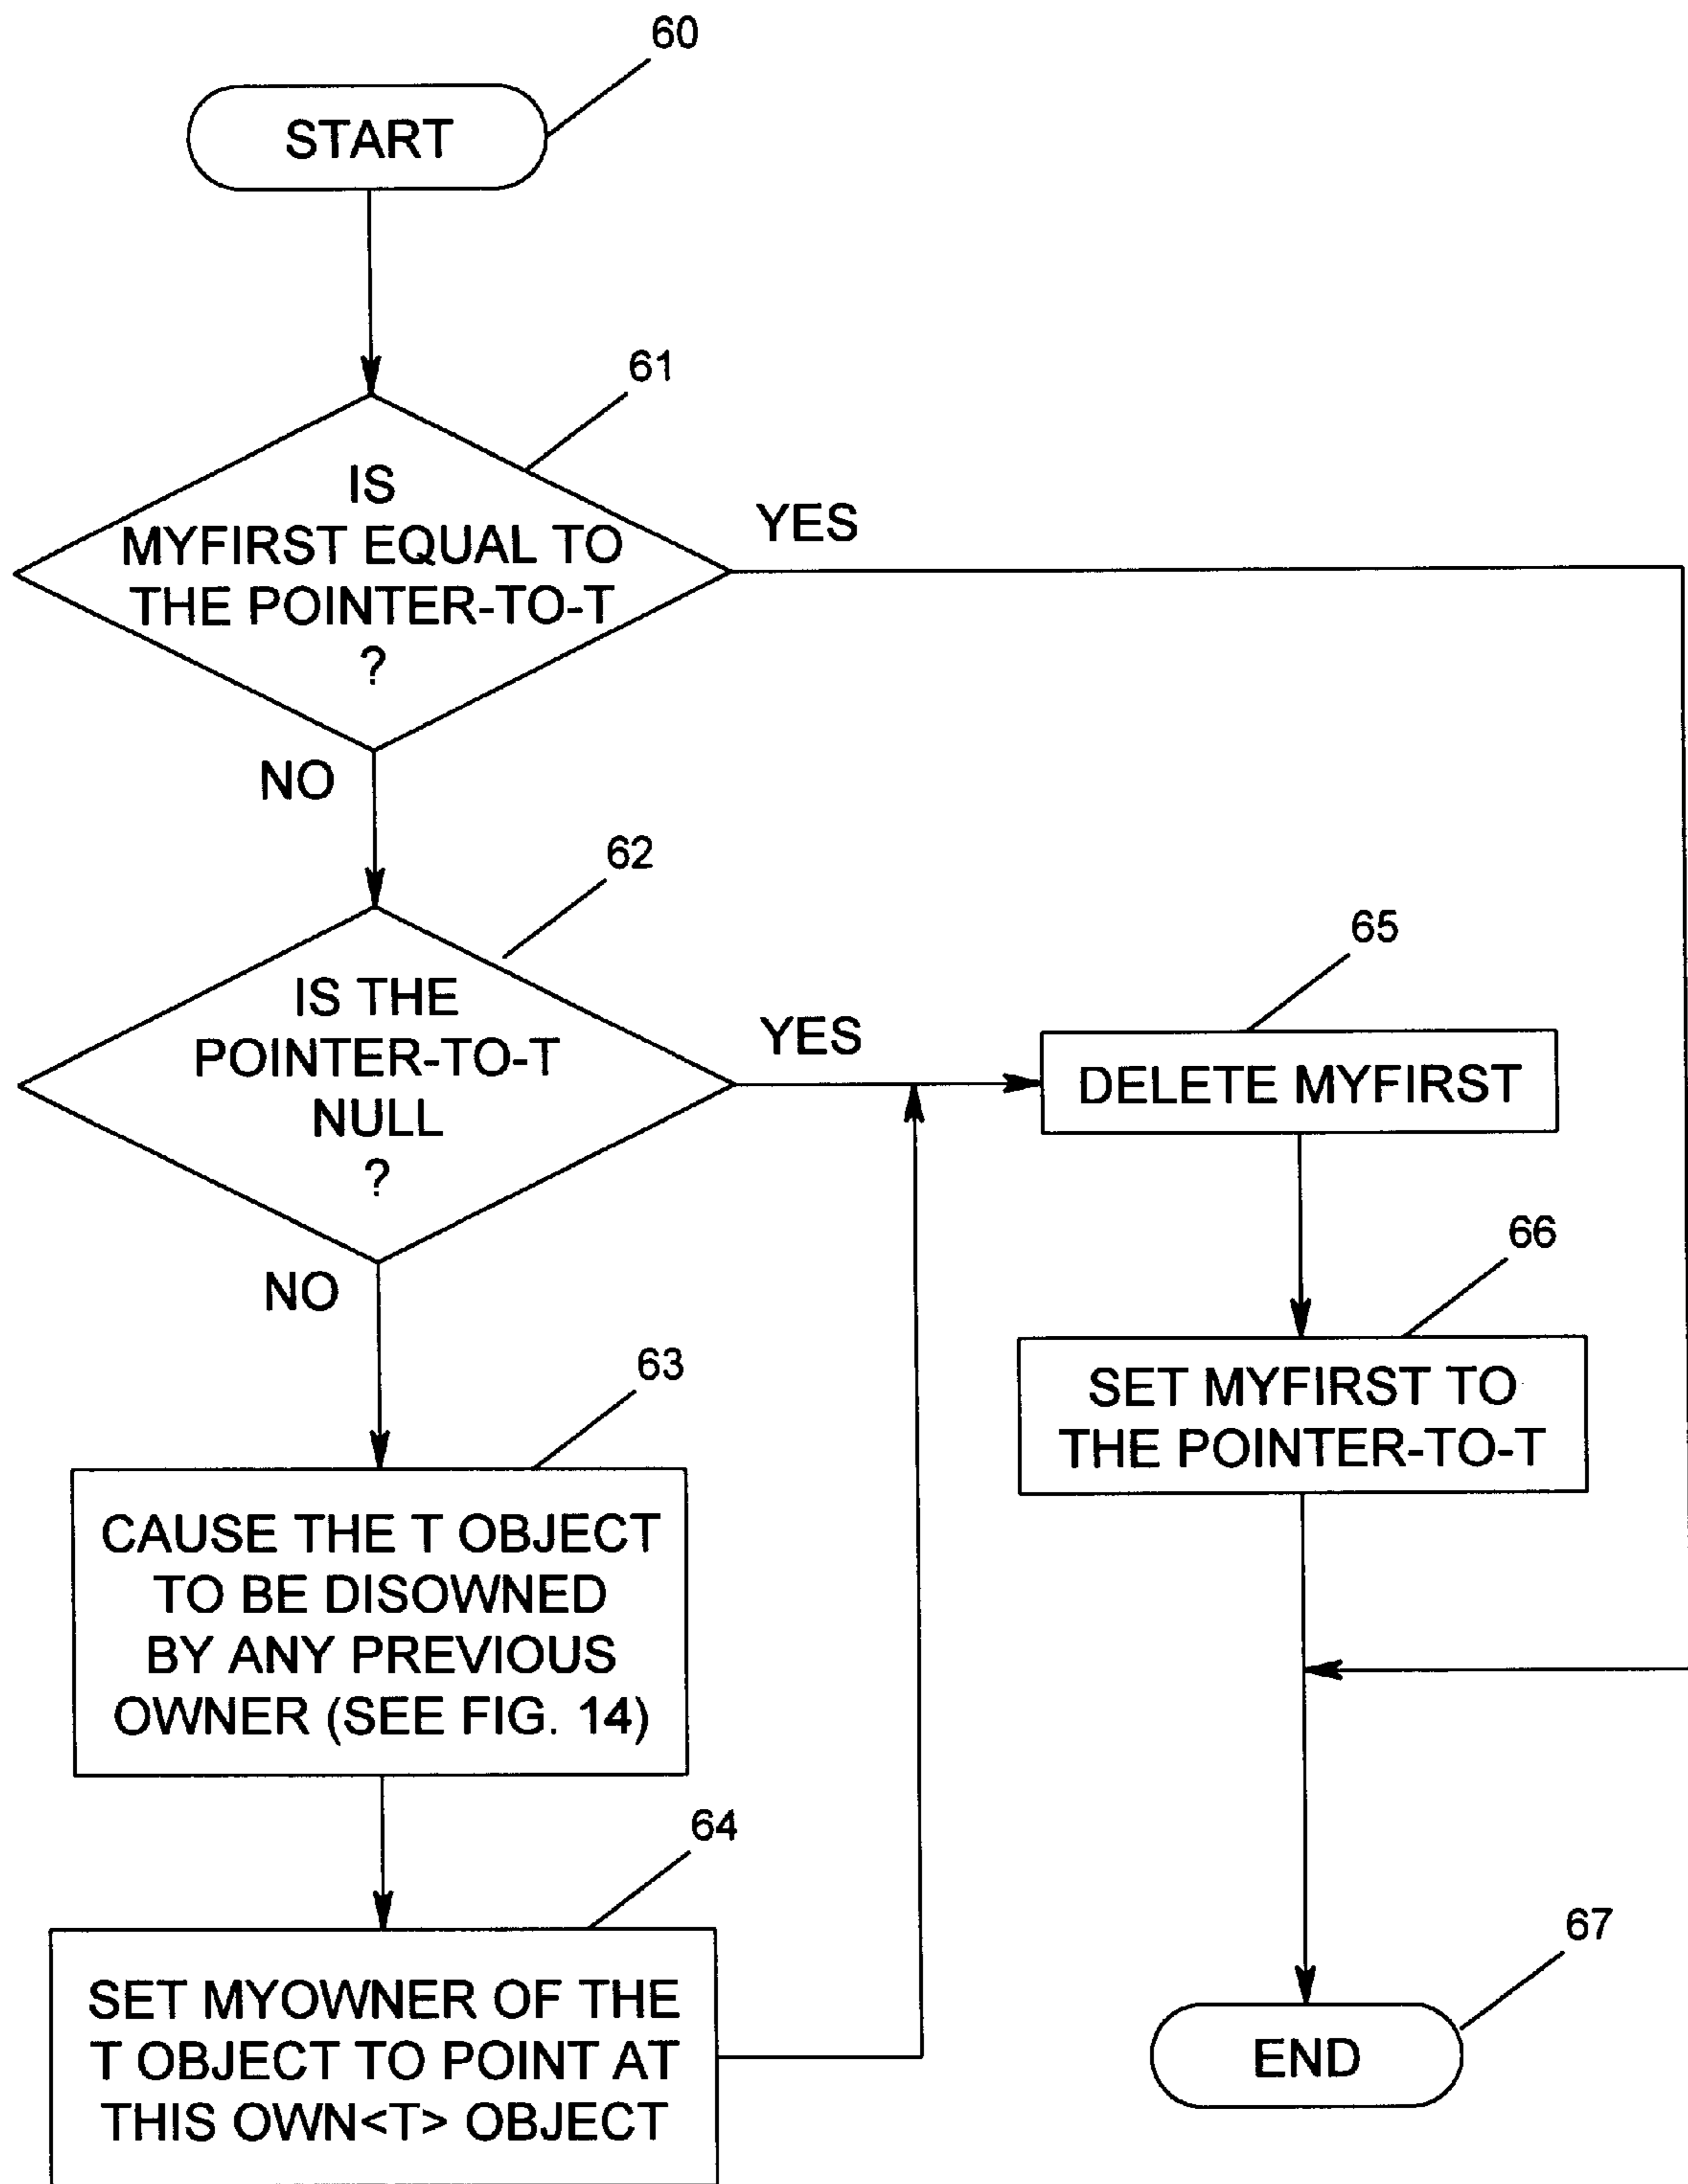 60
START
61
IS
MYFIRST EQUAL TO
THE POINTER-TO-T
?
YES
NO
62
IS THE
POINTER-TO-T
NULL
?
YES
NO
65
DELETE MYFIRST
66
SET MYFIRST TO
THE POINTER-TO-T
63
CAUSE THE T OBJECT
TO BE DISOWNED
BY ANY PREVIOUS
OWNER (SEE FIG. 14)
64
SET MYOWNER OF THE
T OBJECT TO POINT AT
THIS OWN<T> OBJECT
67
END